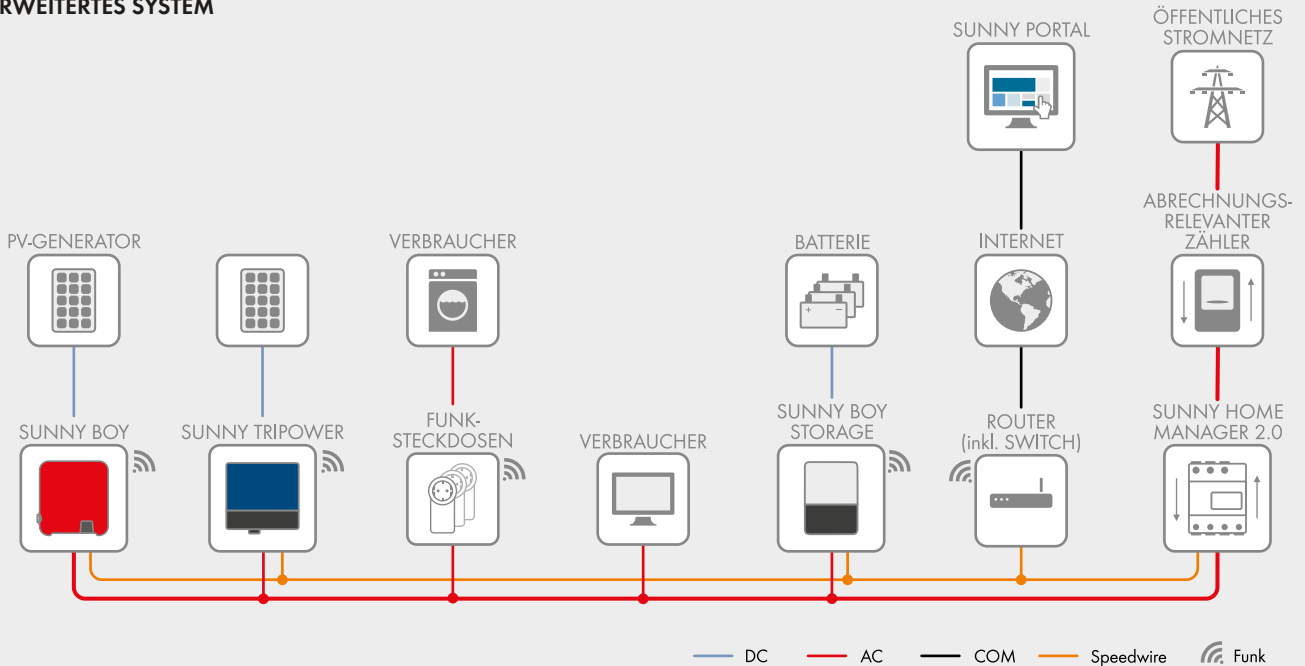 RWEITERTES SYSTEM
SUNNY PORTAL
ÖFFENTLICHES
STROMNETZ
ABRECHNUNGS-
RELEVANTER
ZÄHLER
PV-GENERATOR
VERBRAUCHER
BATTERIE
INTERNET
SUNNY BOY
SUNNY TRIPOWER
FUNK-
STECKDOSEN
VERBRAUCHER
SUNNY BOY
STORAGE
ROUTER
(inkl. SWITCH)
SUNNY HOME
MANAGER 2.0
DC
AC
COM
Speedwire
Funk